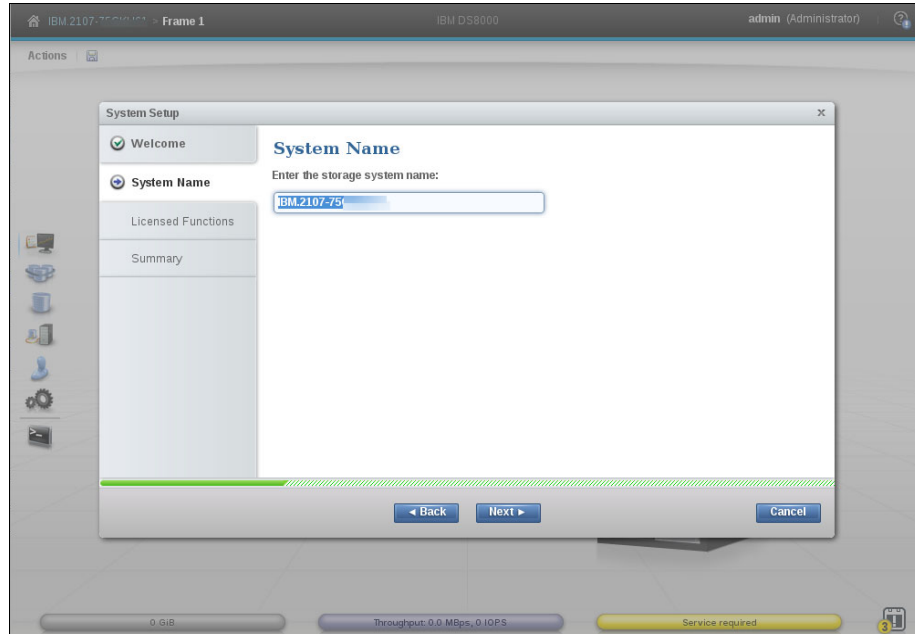 IBM.2107- > Frame 1
IBM DS8000
admin (Administrator)
Actions
System Setup
x
Welcome
System Name
Licensed Functions
Summary
System Name
Enter the storage system name:
IBM.2107-75
Back
Next
Cancel
0 GiB
Throughput: 0.0 MBps, 0 IOPS
Service required
3